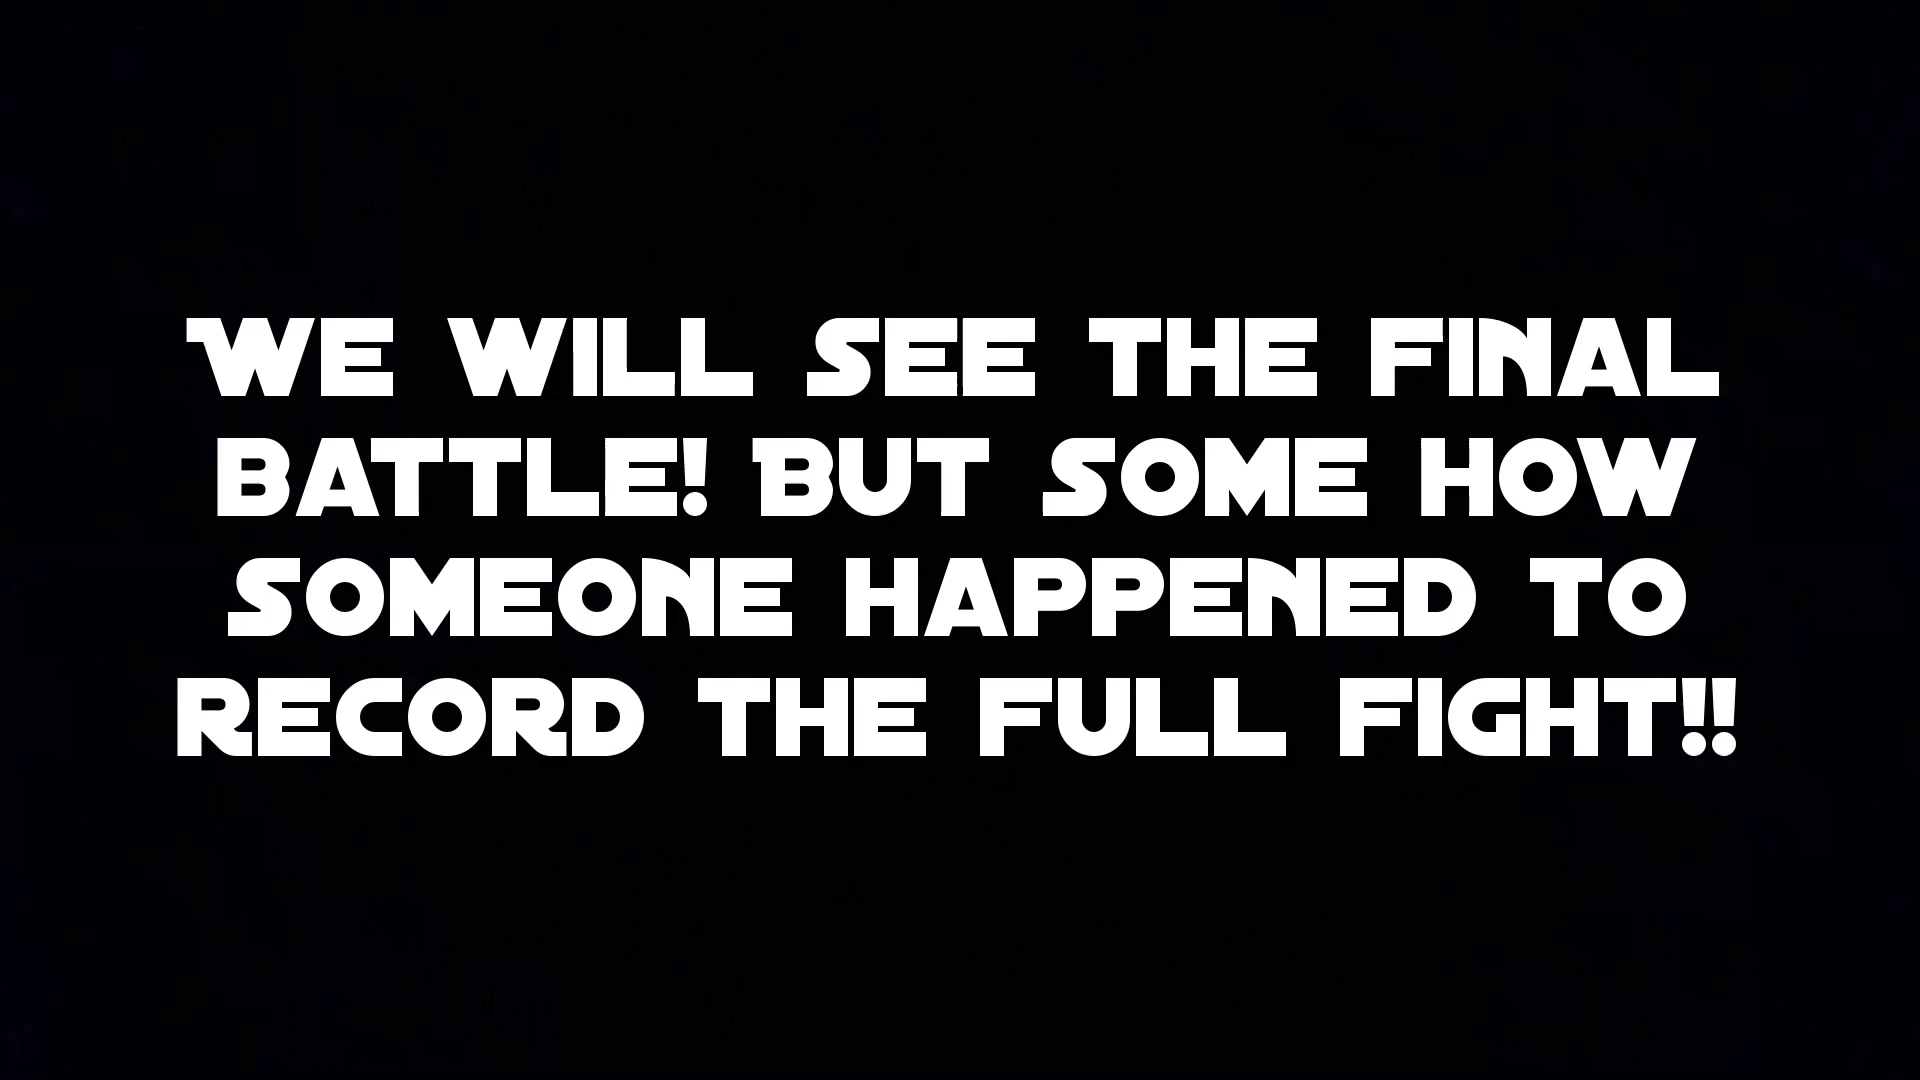 WE WILL SEE THE FINAL
BATTLE! BUT SOME HOW
SOMEONE HAPPENED TO
RECORD THE FULL FIGHT!!